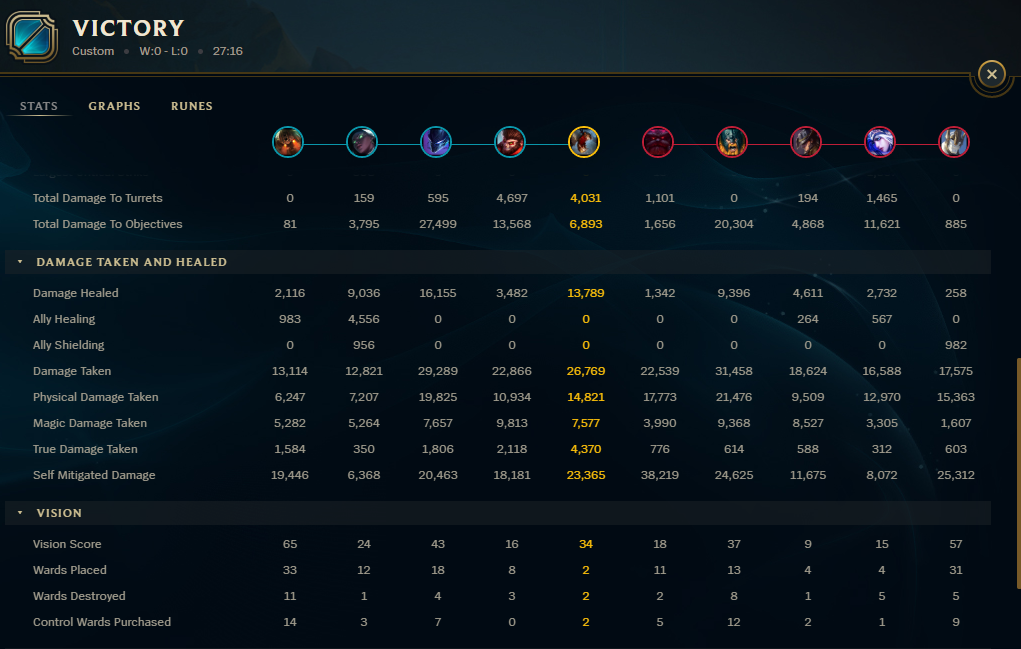 VICTORY
Custom • W:0 - L:0 • 27:16
STATS GRAPHS RUNES
Total Damage To Turrets 0 159 595 4,697 4,031 1,101 0 194 1,465 0
Total Damage To Objectives 81 3,795 27,499 13,568 6,893 1,656 20,304 4,868 11,621 885
DAMAGE TAKEN AND HEALED
Damage Healed 2,116 9,036 16,155 3,482 13,789 1,342 9,396 4,611 2,732 258
Ally Healing 983 4,556 0 0 0 0 0 264 567 0
Ally Shielding 0 956 0 0 0 0 0 0 0 982
Damage Taken 13,114 12,821 29,289 22,866 26,769 22,539 31,458 18,624 16,588 17,575
Physical Damage Taken 6,247 7,207 19,825 10,934 14,821 17,773 21,476 9,509 12,970 15,363
Magic Damage Taken 5,282 5,264 7,657 9,813 7,577 3,990 9,368 8,527 3,305 1,607
True Damage Taken 1,584 350 1,806 2,118 4,370 776 614 588 312 603
Self Mitigated Damage 19,446 6,368 20,463 18,181 23,365 38,219 24,625 11,675 8,072 25,312
VISION
Vision Score 65 24 43 16 34 18 37 9 15 57
Wards Placed 33 12 18 8 2 11 13 4 4 31
Wards Destroyed 11 1 4 3 2 2 8 1 5 5
Control Wards Purchased 14 3 7 0 2 5 12 2 1 9